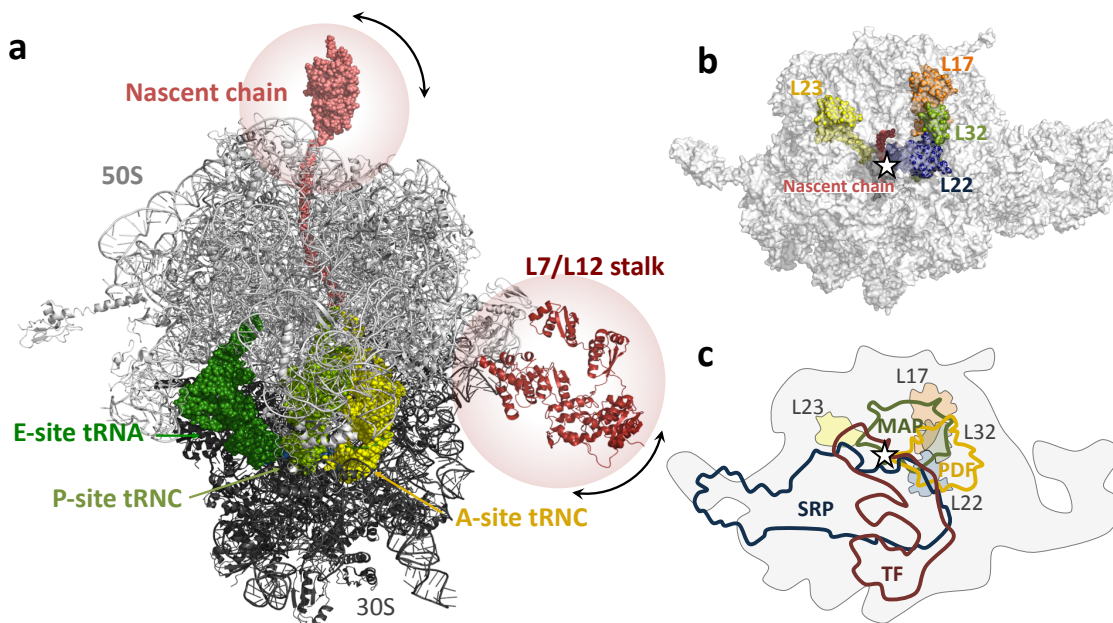 a
Nascent chain
50S
L7/L12 stalk
E-site tRNA
P-site tRNC
A-site tRNC
30S
b
L17
L23
L32
Nascent chain
L22
c
L17
L23
MAP
L32
PDF
L22
SRP
TF